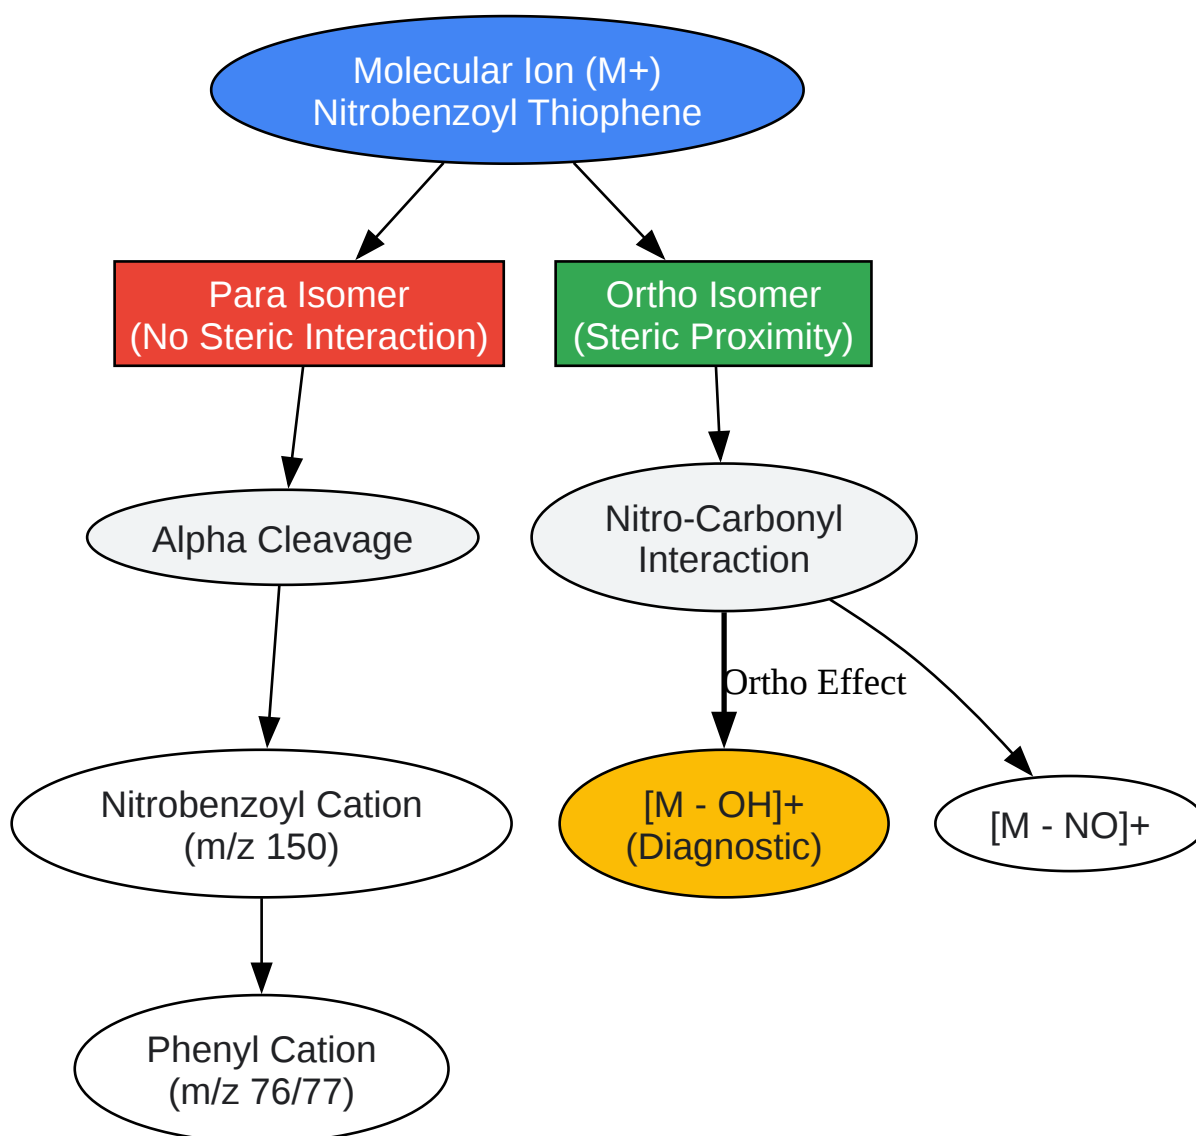 Molecular Ion (M+)
Nitrobenzoyl Thiophene
Para Isomer
(No Steric Interaction)
Ortho Isomer
(Steric Proximity)
Alpha Cleavage
Nitro-Carbonyl
Interaction
Ortho Effect
Nitrobenzoyl Cation
(m/z 150)
[M - OH]+
(Diagnostic)
[M - NO]+
Phenyl Cation
(m/z 76/77)